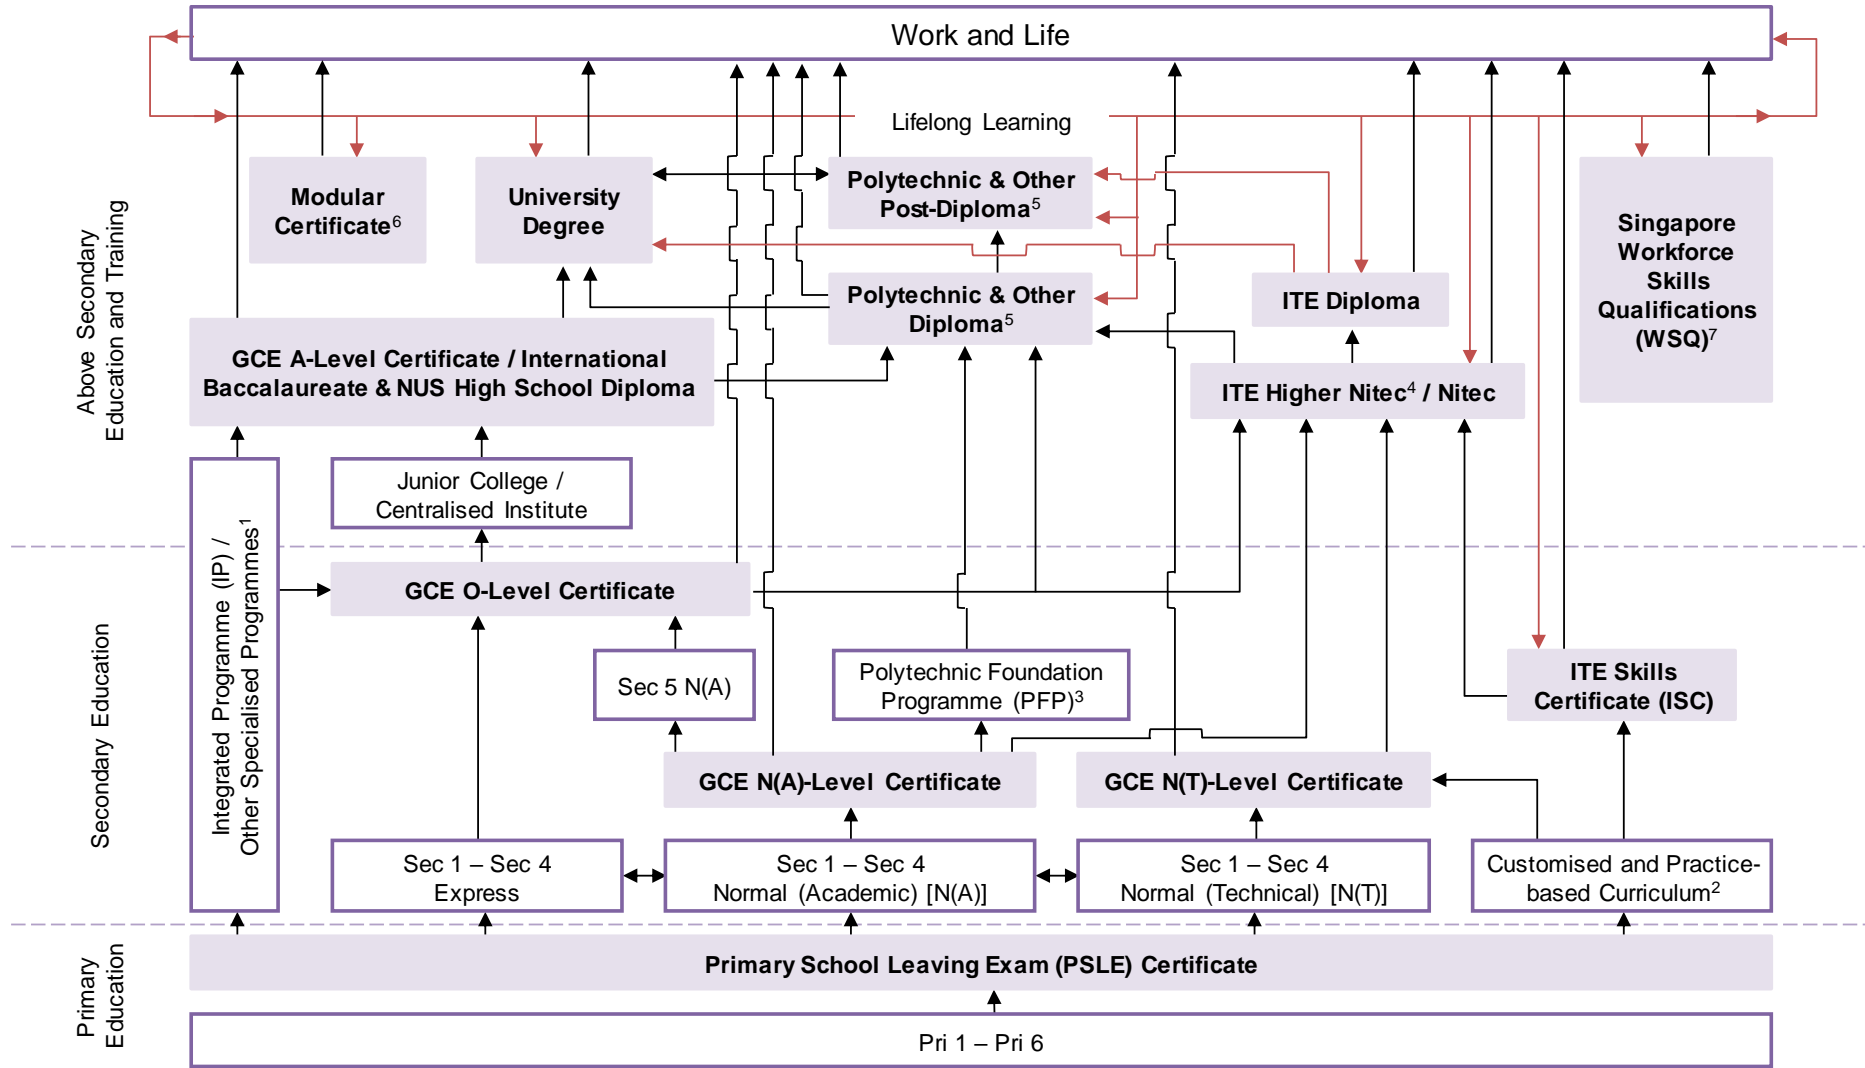 Work and Life
Lifelong Learning
Above Secondary
Education and Training
Modular
Certificate⁶
University
Degree
Polytechnic & Other
Post-Diploma⁵
Singapore
Workforce
Skills
Qualifications
(WSQ)⁷
Polytechnic & Other
Diploma⁵
ITE Diploma
GCE A-Level Certificate / International
Baccalaureate & NUS High School Diploma
ITE Higher Nitec⁴ / Nitec
Junior College /
Centralised Institute
Integrated Programme (IP) /
Other Specialised Programmes¹
Secondary Education
GCE O-Level Certificate
Sec 5 N(A)
Polytechnic Foundation
Programme (PFP)³
ITE Skills
Certificate (ISC)
GCE N(A)-Level Certificate
GCE N(T)-Level Certificate
Sec 1 – Sec 4
Express
Sec 1 – Sec 4
Normal (Academic) [N(A)]
Sec 1 – Sec 4
Normal (Technical) [N(T)]
Customised and Practice-
based Curriculum²
Primary
Education
Primary School Leaving Exam (PSLE) Certificate
Pri 1 – Pri 6